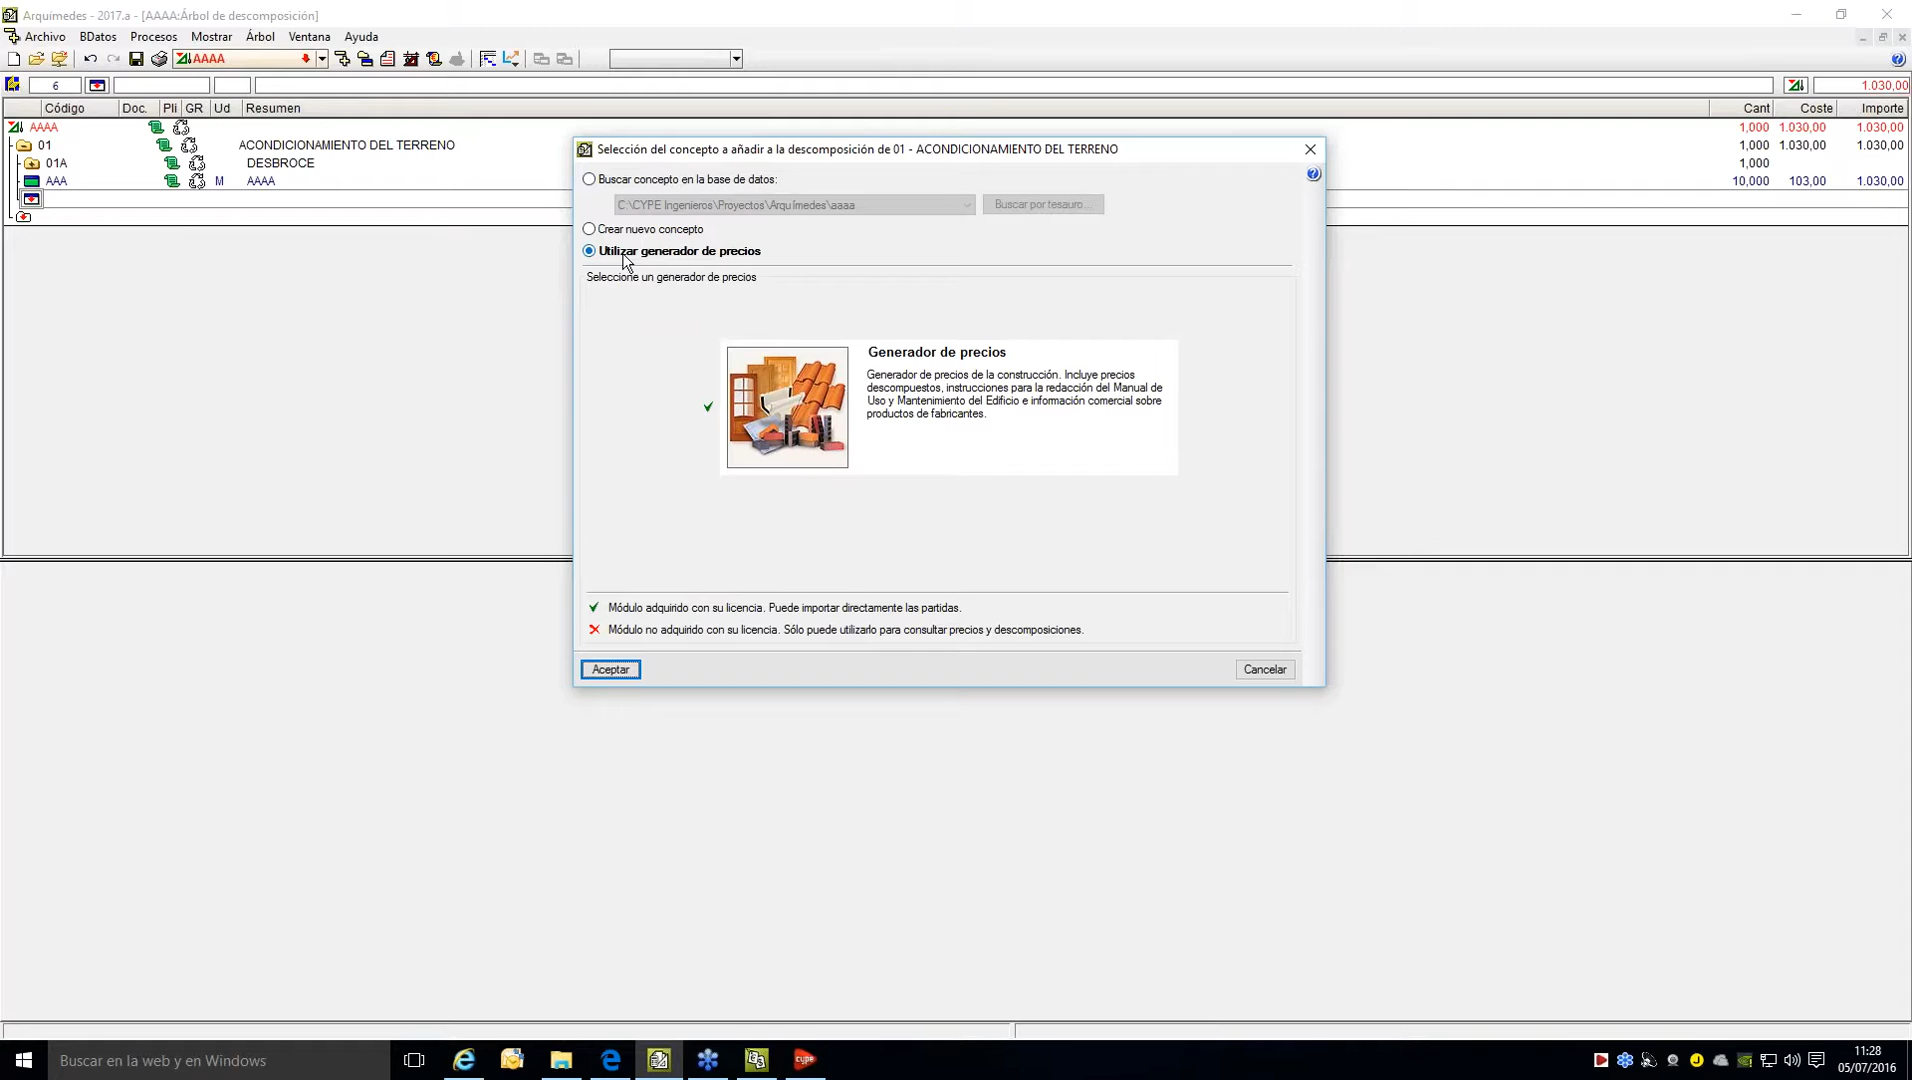 Arquímedes - 2017.a - [AAAA:Árbol de descomposición]
Archivo BDatos Procesos Mostrar Árbol Ventana Ayuda
AAAA
6
1.030,00
Código Doc. Pli GR Ud Resumen Cant Coste Importe
AAAA 1,000 1.030,00 1.030,00
01 ACONDICIONAMIENTO DEL TERRENO 1,000 1.030,00 1.030,00
01A DESBROCE 1,000
AAA M AAAA 10,000 103,00 1.030,00
Selección del concepto a añadir a la descomposición de 01 - ACONDICIONAMIENTO DEL TERRENO
Buscar concepto en la base de datos:
C:\CYPE Ingenieros\Proyectos\Arquímedes\aaaa
Buscar por tesauro...
Crear nuevo concepto
Utilizar generador de precios
Seleccione un generador de precios
Generador de precios
Generador de precios de la construcción. Incluye precios
descompuestos, instrucciones para la redacción del Manual de
Uso y Mantenimiento del Edificio e información comercial sobre
productos de fabricantes.
Módulo adquirido con su licencia. Puede importar directamente las partidas.
Módulo no adquirido con su licencia. Sólo puede utilizarlo para consultar precios y descomposiciones.
Aceptar
Cancelar
Buscar en la web y en Windows
cype
11:28
05/07/2016